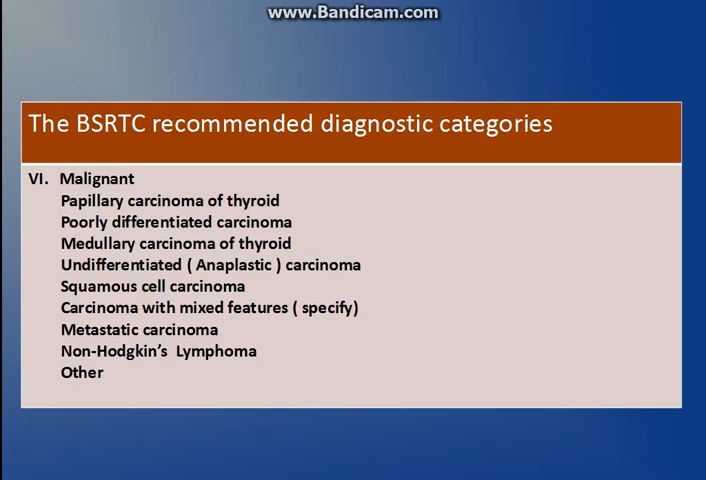 www.Bandicam.com
The BSRTC recommended diagnostic categories
VI. Malignant
Papillary carcinoma of thyroid
Poorly differentiated carcinoma
Medullary carcinoma of thyroid
Undifferentiated ( Anaplastic ) carcinoma
Squamous cell carcinoma
Carcinoma with mixed features ( specify)
Metastatic carcinoma
Non-Hodgkin’s Lymphoma
Other